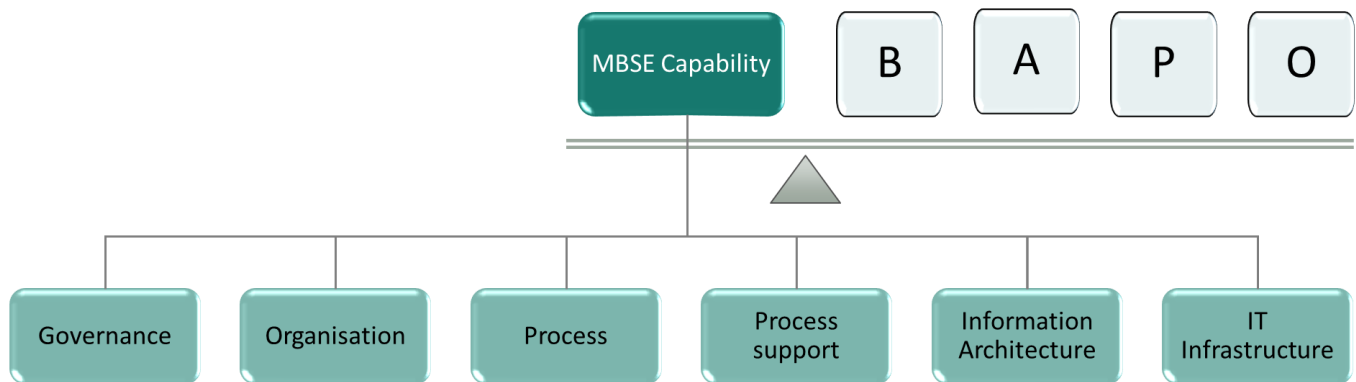 MBSE Capability
B
A
P
O
Governance
Organisation
Process
Process
support
Information
Architecture
IT
Infrastructure